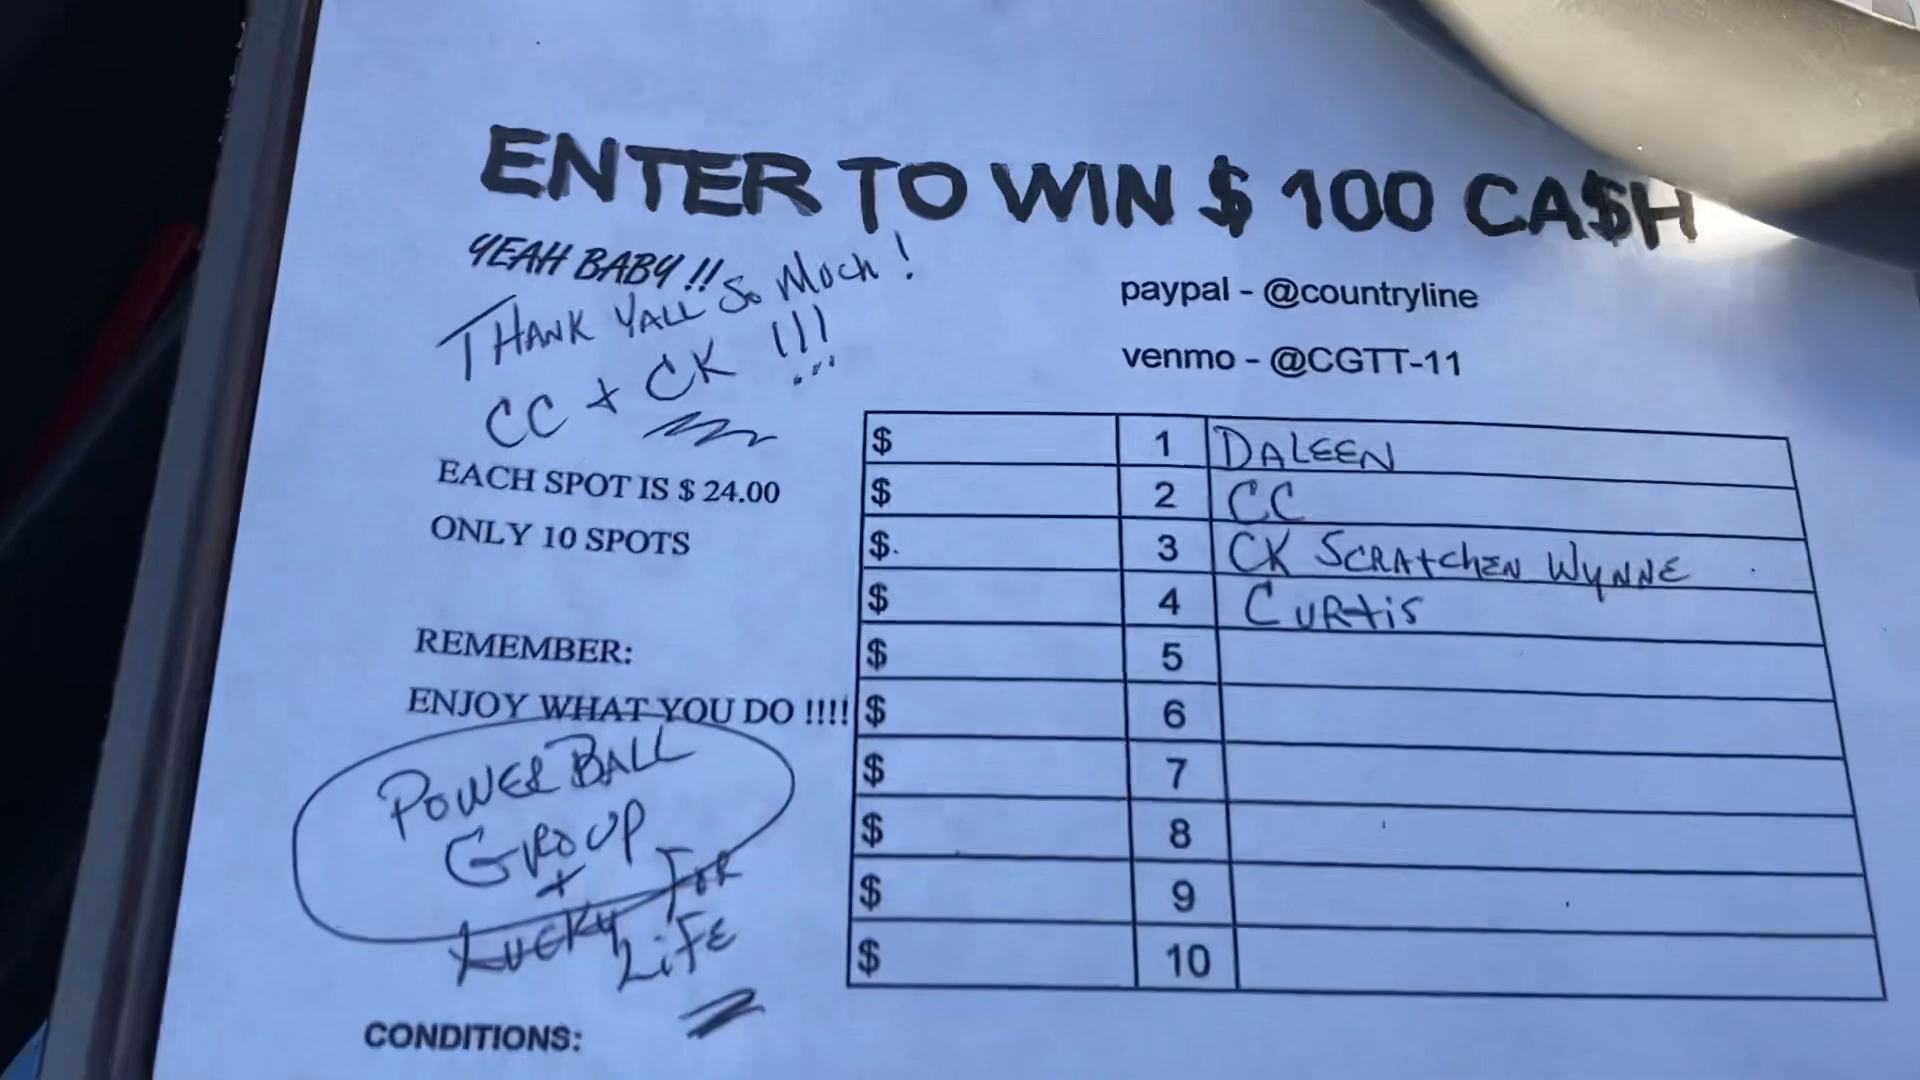 ENTER TO WIN $ 100 CA$H
YEAH BABY !!
THANK YALL So Moch !
CC + CK !!!
paypal - @countryline
venmo - @CGTT-11
EACH SPOT IS $ 24.00
ONLY 10 SPOTS
REMEMBER:
ENJOY WHAT YOU DO !!!!
POWER BALL
GROUP
+
LUCKY FOR
LiFE
CONDITIONS:
$ 1 DALEEN
$ 2 CC
$. 3 CK SCRAtchEN WYNNE
$ 4 CURtiS
$ 5
$ 6
$ 7
$ 8
$ 9
$ 10